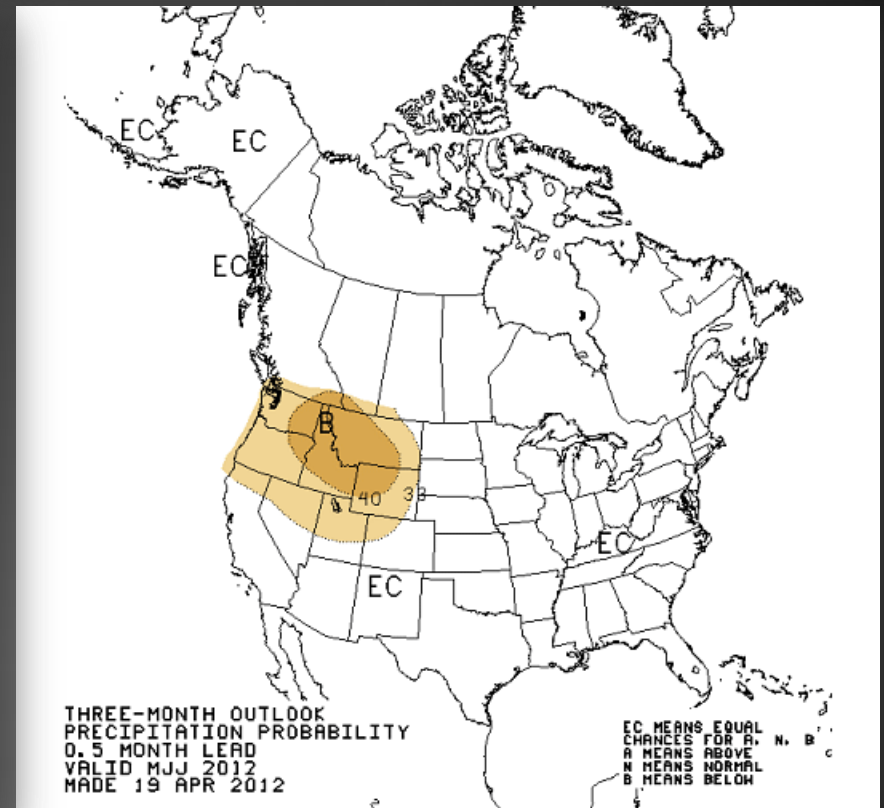 EC
EC
EC
B
40 33
EC
EC
THREE-MONTH OUTLOOK
PRECIPITATION PROBABILITY
0.5 MONTH LEAD
VALID MJJ 2012
MADE 19 APR 2012
EC MEANS EQUAL
CHANCES FOR A, N, B
A MEANS ABOVE
N MEANS NORMAL
B MEANS BELOW